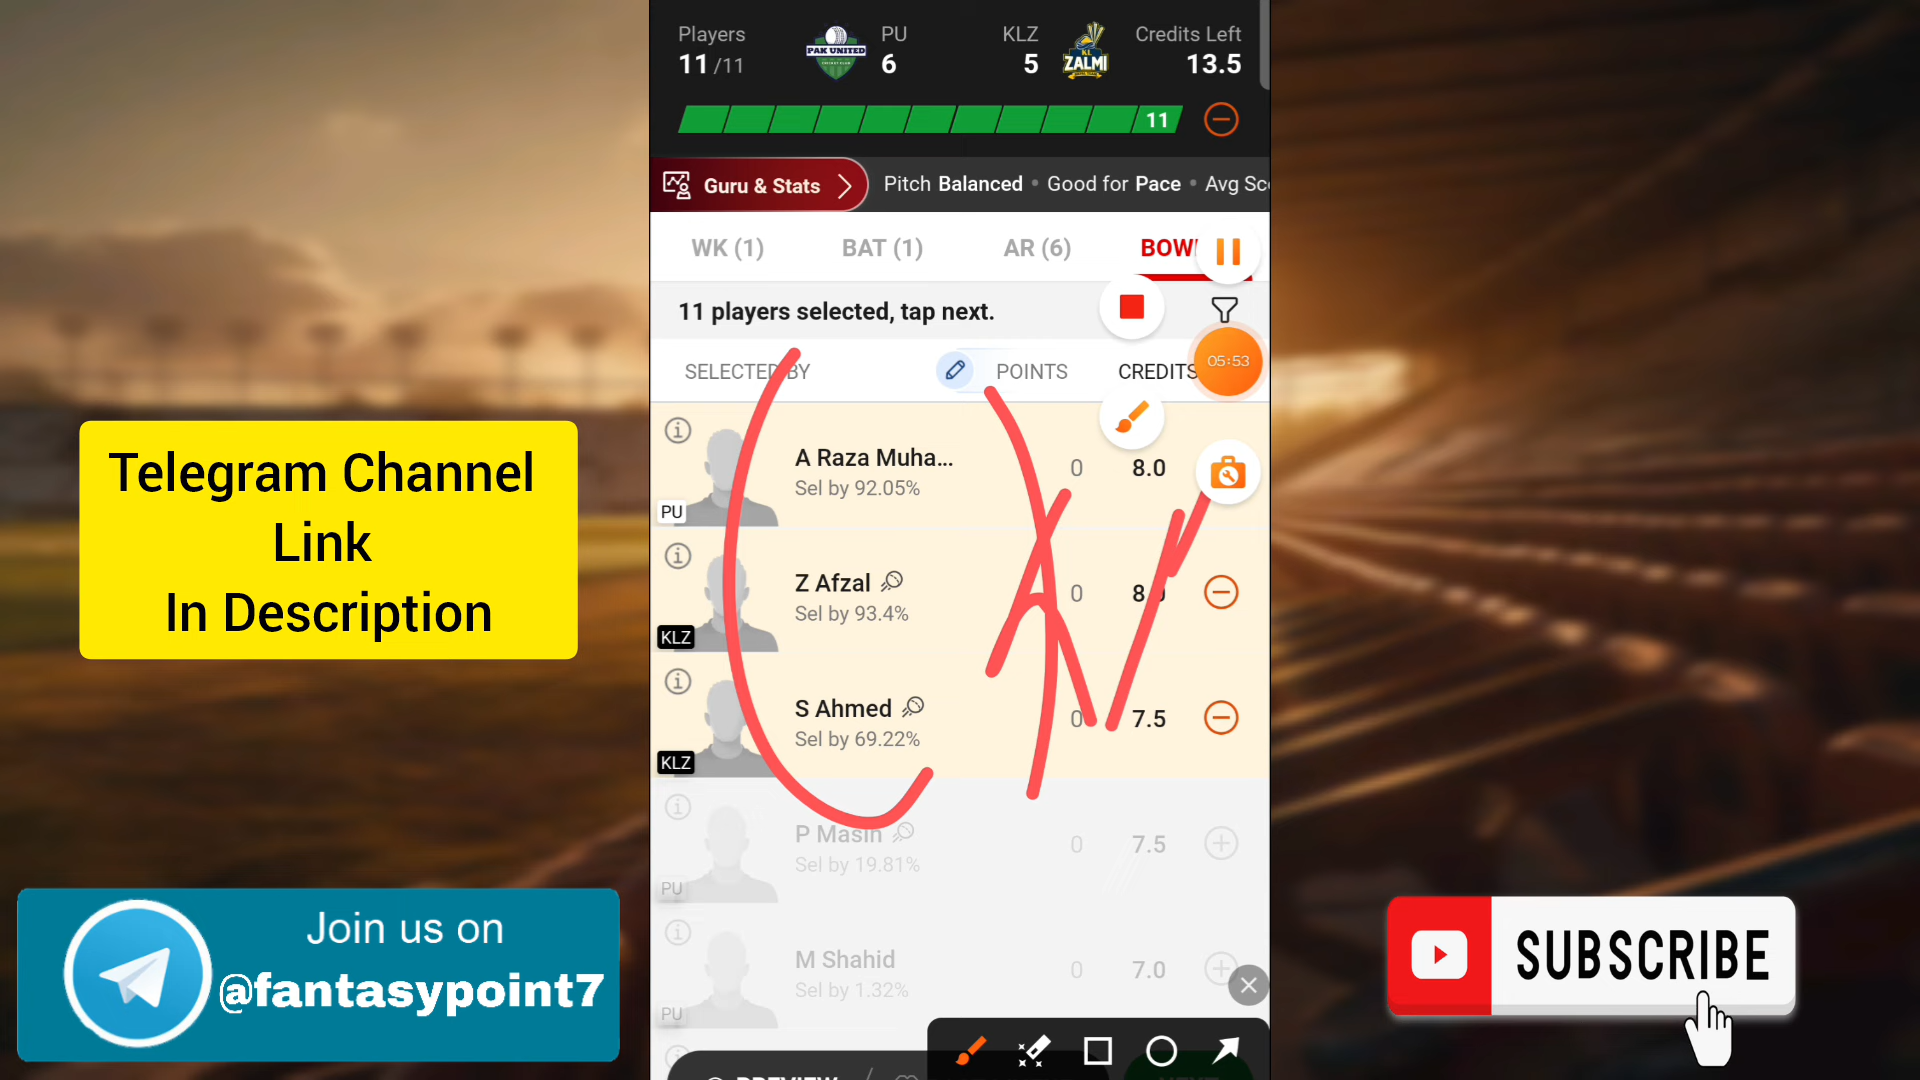 Players
11 /11
PAK UNITED
PU
6
KLZ
5
ZALMI
Credits Left
13.5
11
Guru & Stats
Pitch Balanced • Good for Pace • Avg Sc
WK (1)
BAT (1)
AR (6)
BOWL
11 players selected, tap next.
SELECTED BY
POINTS
CREDITS
05:53
A Raza Muha...
Sel by 92.05%
0
8.0
PU
Z Afzal
Sel by 93.4%
0
KLZ
S Ahmed
Sel by 69.22%
0
7.5
KLZ
P Masih
Sel by 19.81%
0
7.5
PU
M Shahid
Sel by 1.32%
0
7.0
PU
PREVIEW
Telegram Channel
Link
In Description
Join us on
@fantasypoint7
SUBSCRIBE